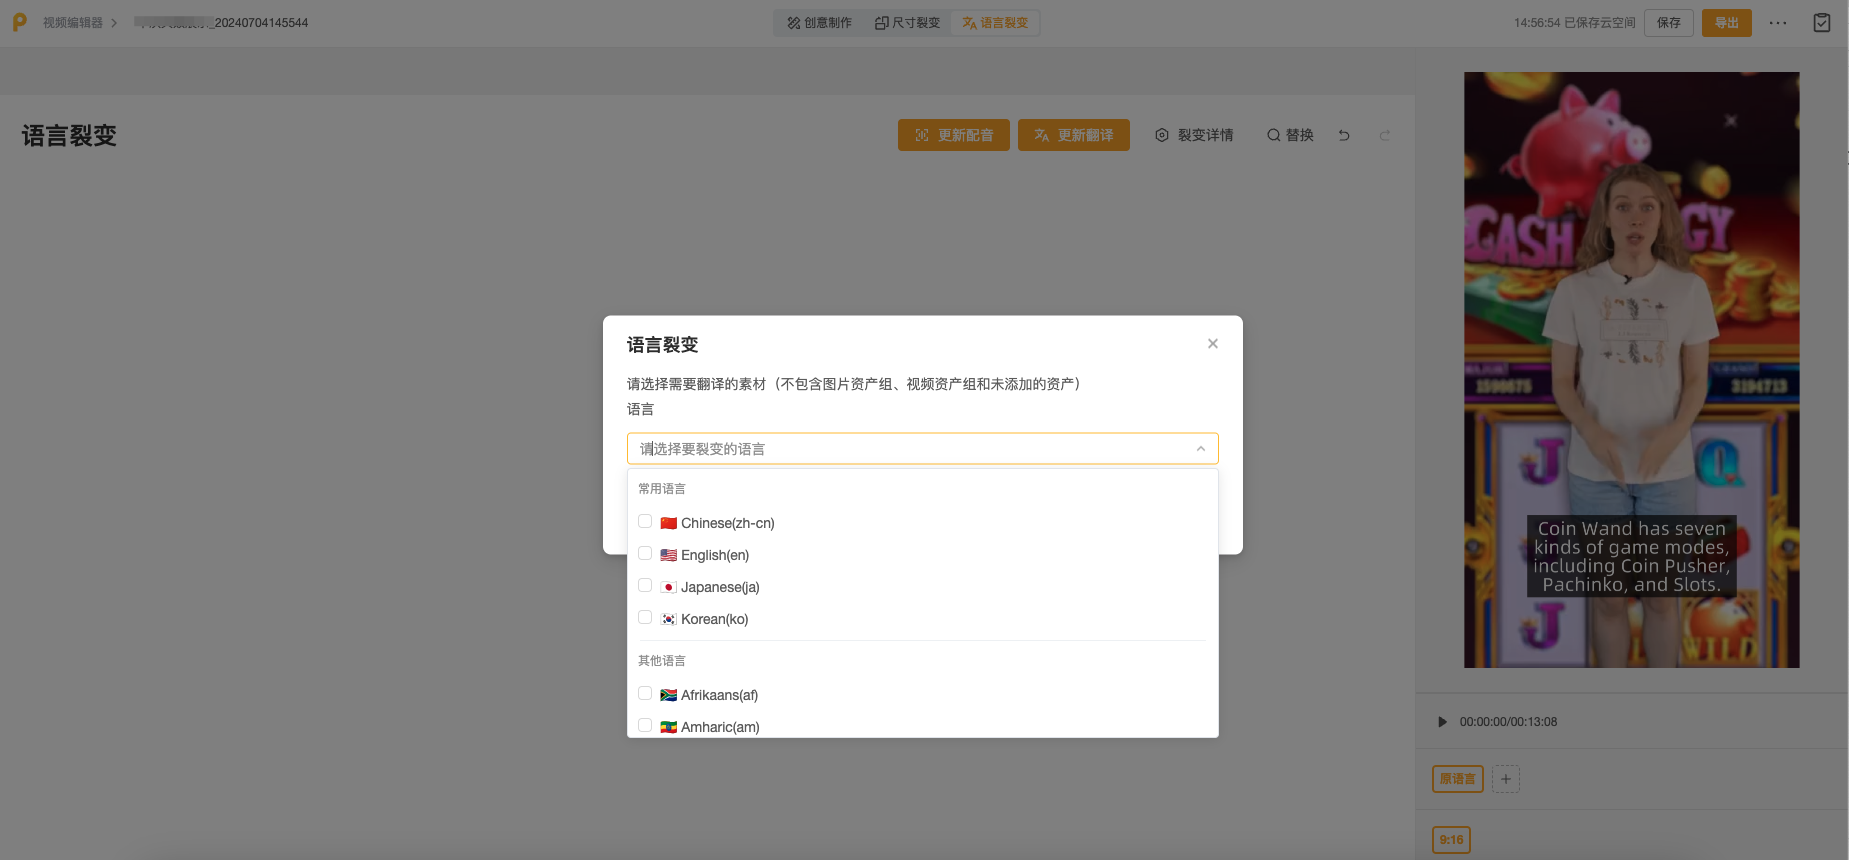 视频编辑器
_20240704145544
创意制作
尺寸裂变
语言裂变
14:56:54 已保存云空间
保存
导出
语言裂变
更新配音
更新翻译
裂变详情
替换
语言裂变
请选择需要翻译的素材（不包含图片资产组、视频资产组和未添加的资产）
语言
请选择要裂变的语言
常用语言
Chinese(zh-cn)
English(en)
Japanese(ja)
Korean(ko)
其他语言
Afrikaans(af)
Amharic(am)
CASH
GY
1598675
3194713
J
Q
Coin Wand has seven
kinds of game modes,
including Coin Pusher,
Pachinko, and Slots.
J
WILD
00:00:00/00:13:08
原语言
9:16